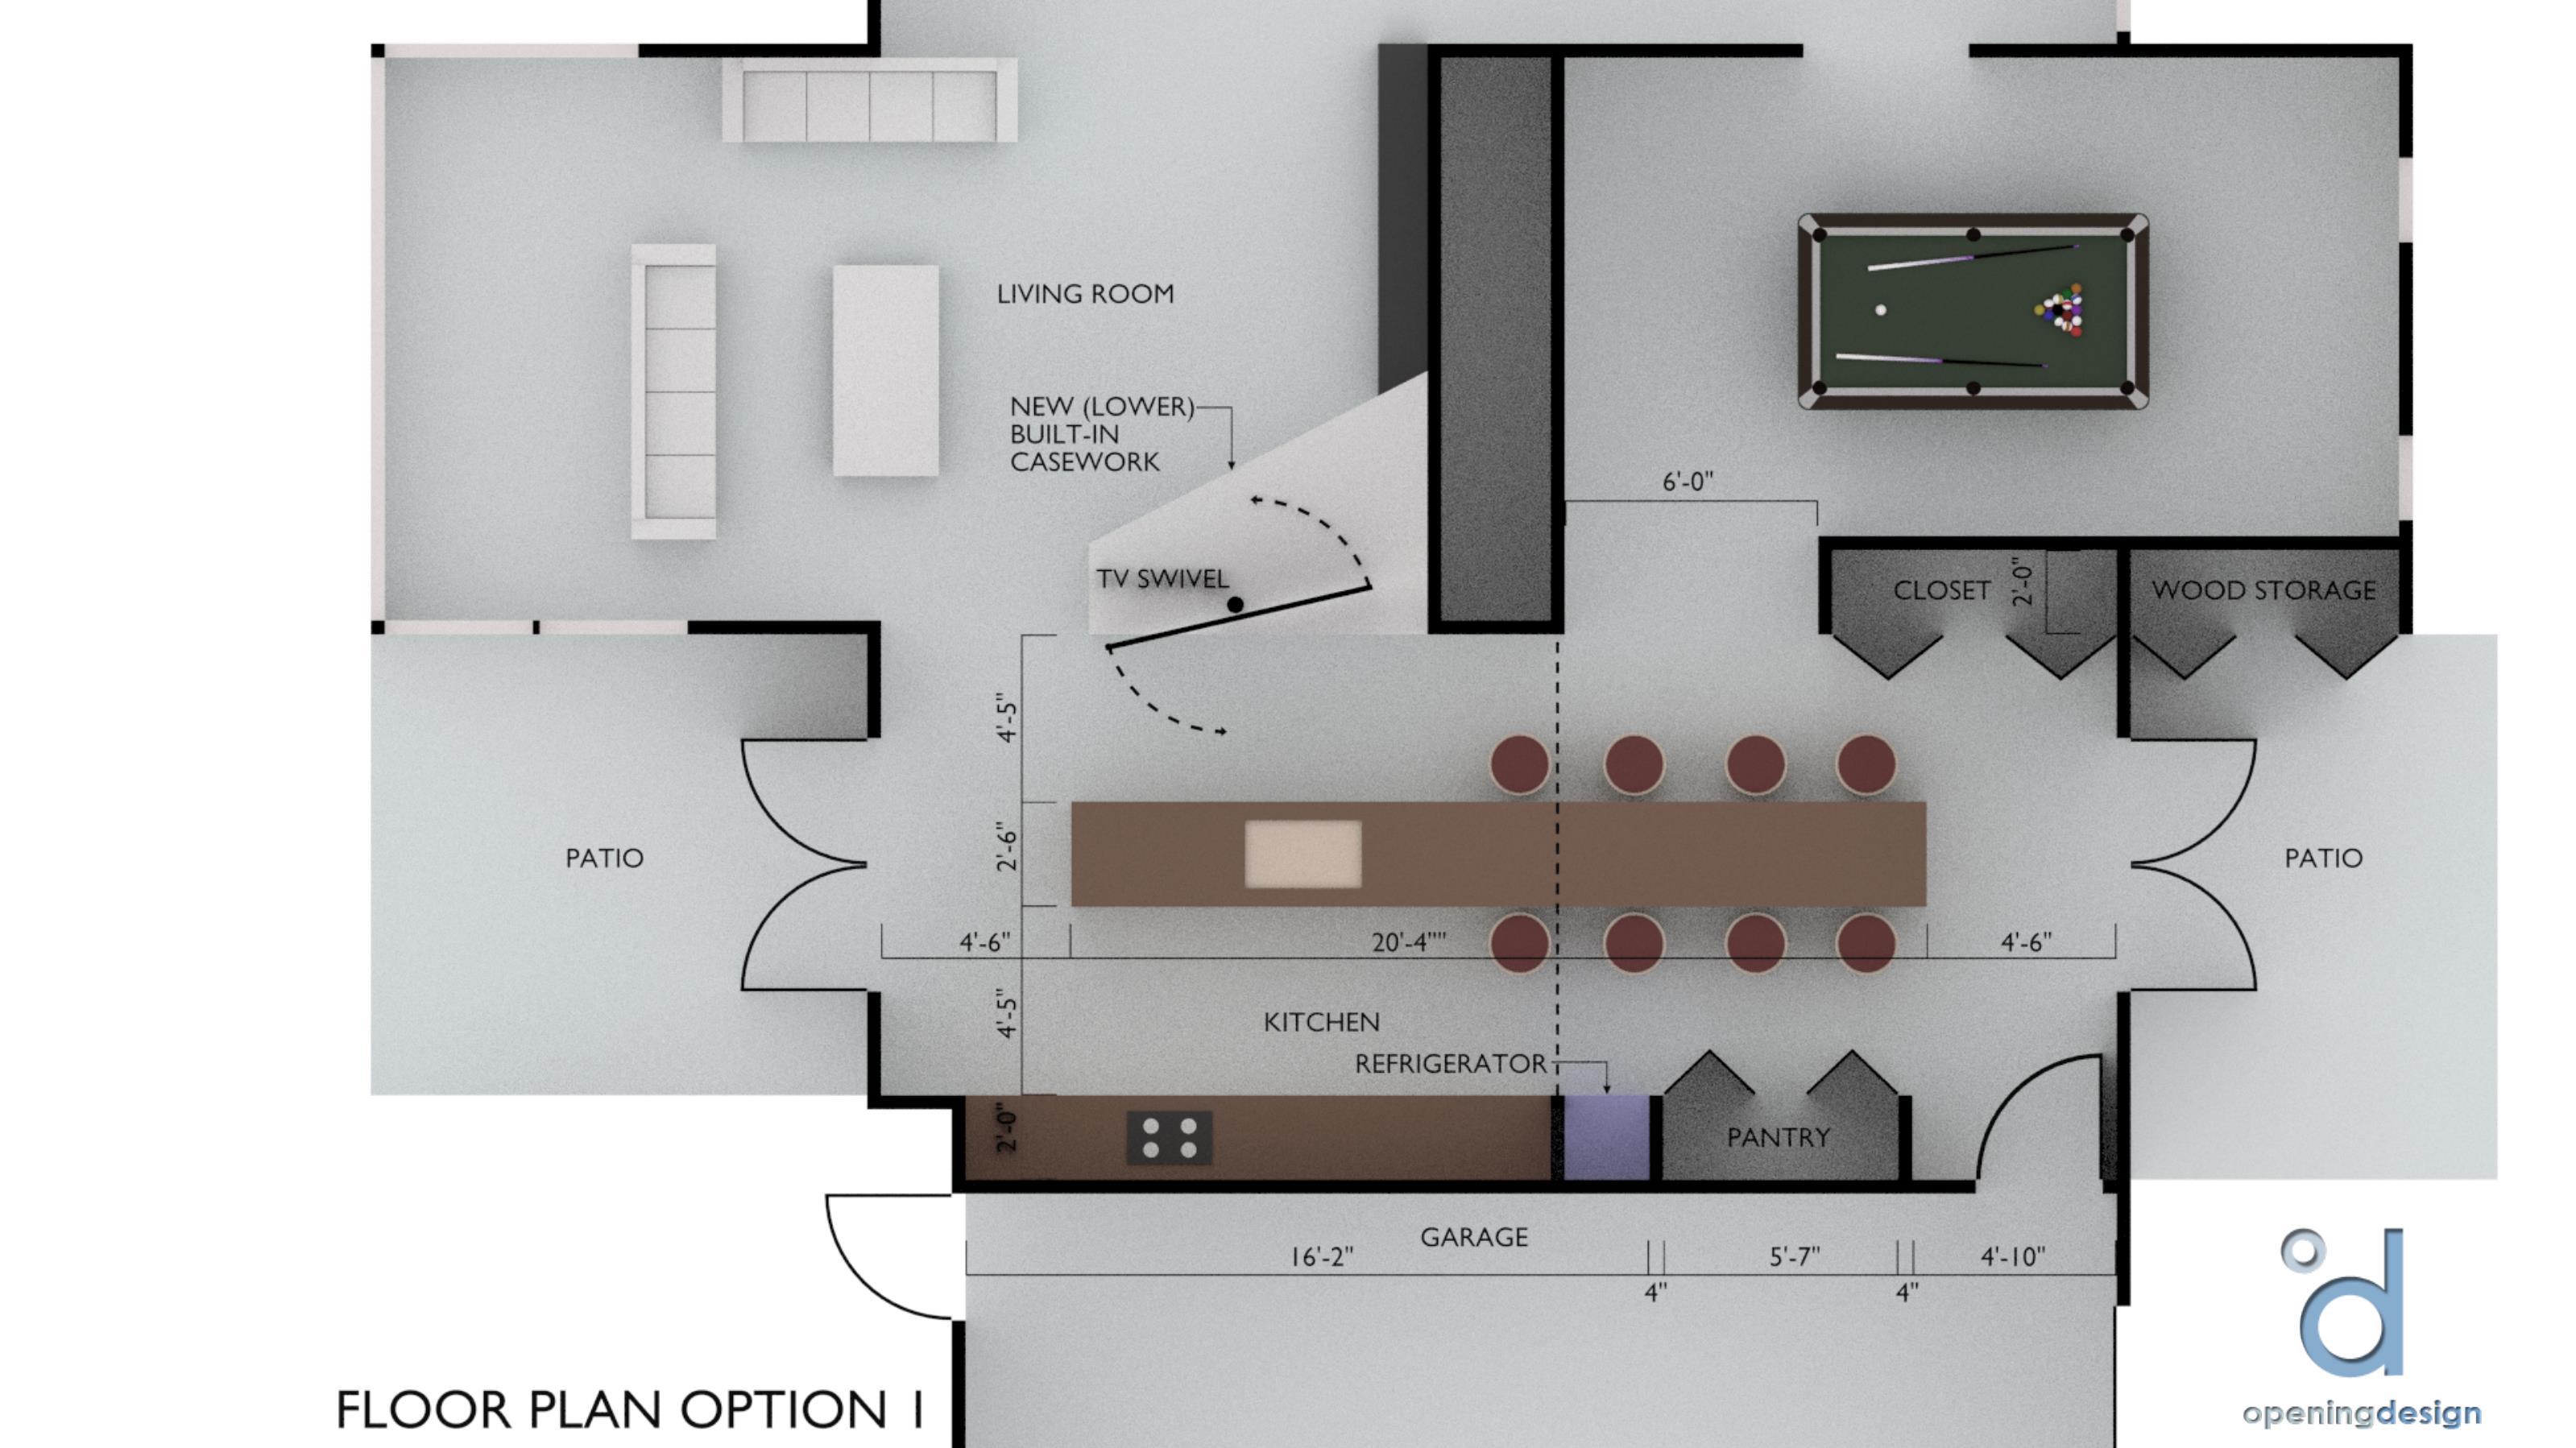 LIVING ROOM
NEW (LOWER)
BUILT-IN
CASEWORK
6'-0"
TV SWIVEL
CLOSET
2'-0"
WOOD STORAGE
4'-5"
2'-6"
PATIO
PATIO
4'-6"
20'-4""
4'-6"
4'-5"
KITCHEN
REFRIGERATOR
2'-0"
PANTRY
GARAGE
16'-2"
5'-7"
4'-10"
4"
4"
FLOOR PLAN OPTION 1
d
openingdesign